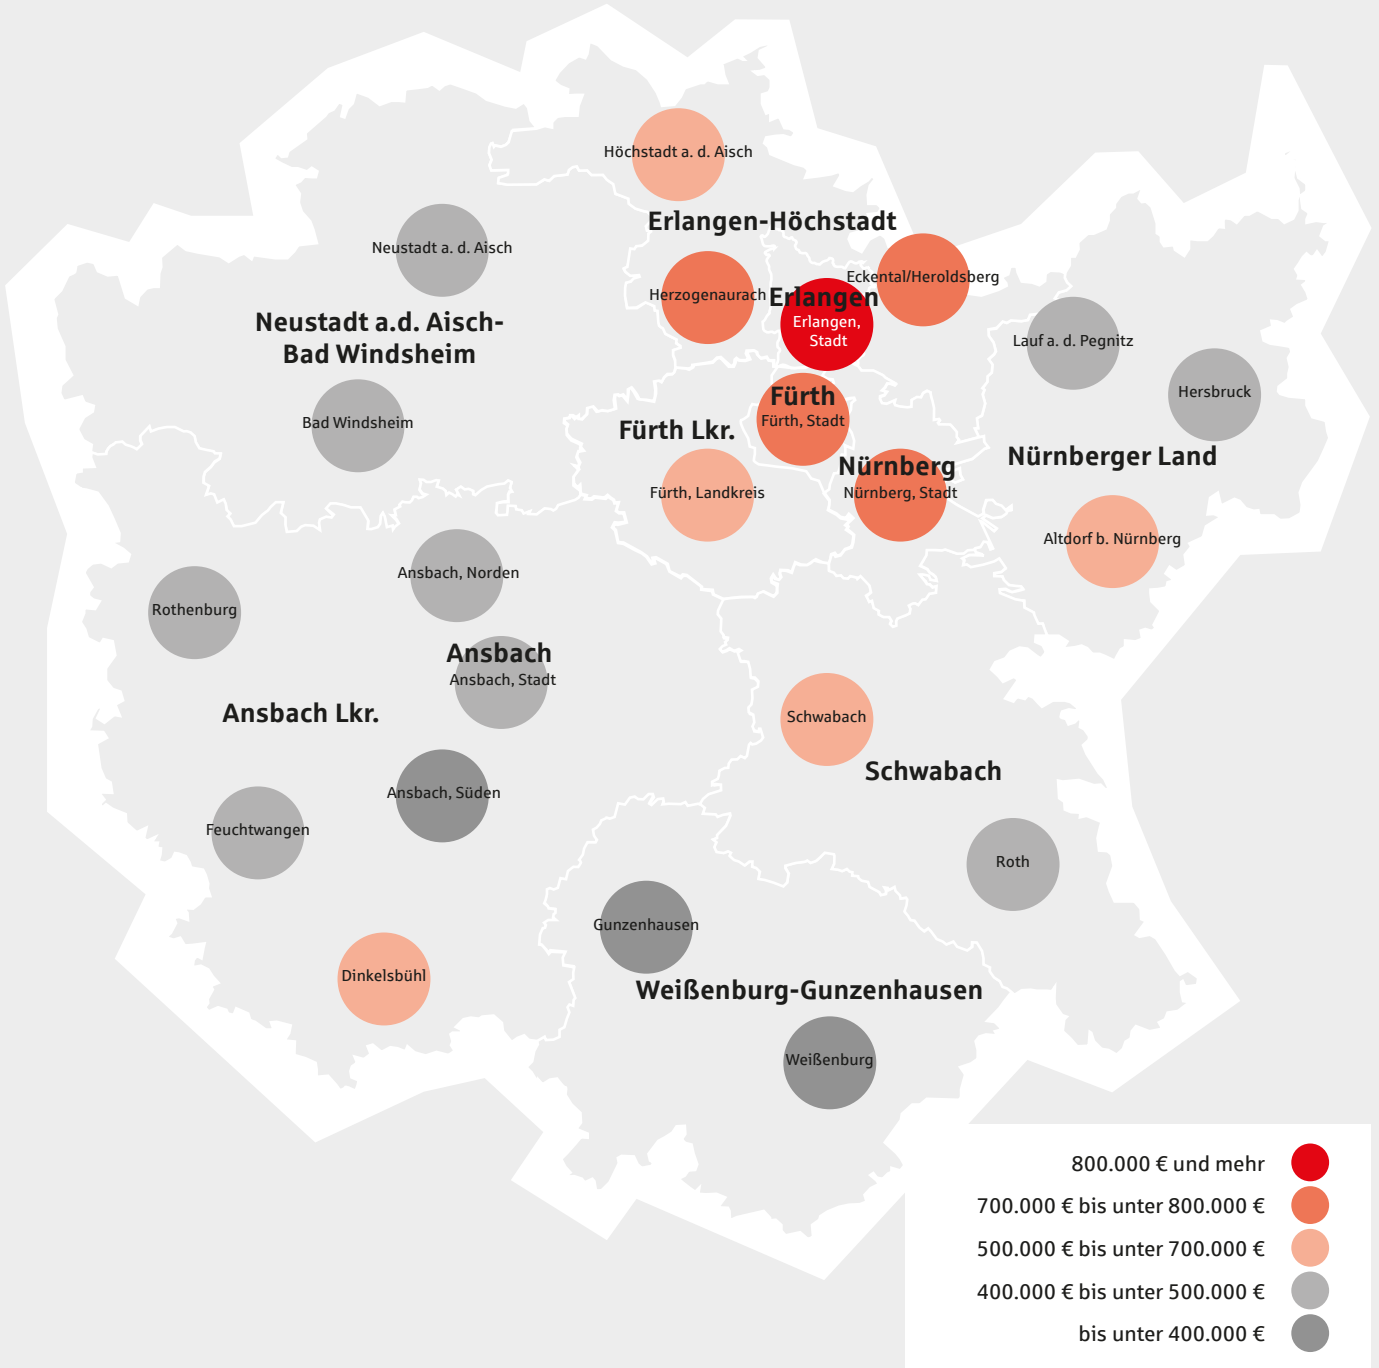 Höchstadt a. d. Aisch
Erlangen-Höchstadt
Neustadt a. d. Aisch
Eckental/Heroldsberg
Herzogenaurach
Erlangen
Erlangen,
Stadt
Neustadt a.d. Aisch-
Bad Windsheim
Lauf a. d. Pegnitz
Hersbruck
Fürth
Fürth, Stadt
Bad Windsheim
Fürth Lkr.
Nürnberger Land
Nürnberg
Nürnberg, Stadt
Fürth, Landkreis
Altdorf b. Nürnberg
Ansbach, Norden
Rothenburg
Ansbach
Ansbach, Stadt
Ansbach Lkr.
Schwabach
Schwabach
Ansbach, Süden
Feuchtwangen
Roth
Gunzenhausen
Dinkelsbühl
Weißenburg-Gunzenhausen
Weißenburg
800.000 € und mehr
700.000 € bis unter 800.000 €
500.000 € bis unter 700.000 €
400.000 € bis unter 500.000 €
bis unter 400.000 €